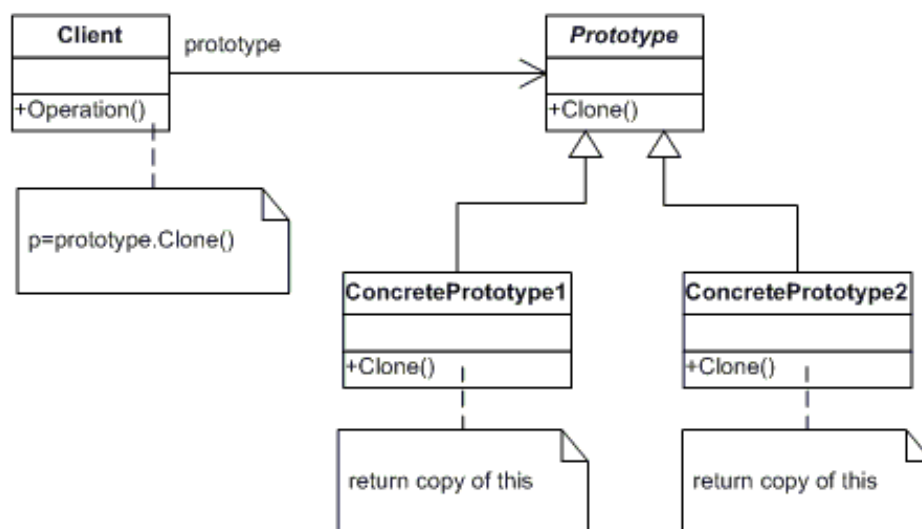 Client
prototype
Prototype
+Operation()
+Clone()
p=prototype.Clone()
ConcretePrototype1
ConcretePrototype2
+Clone()
+Clone()
return copy of this
return copy of this